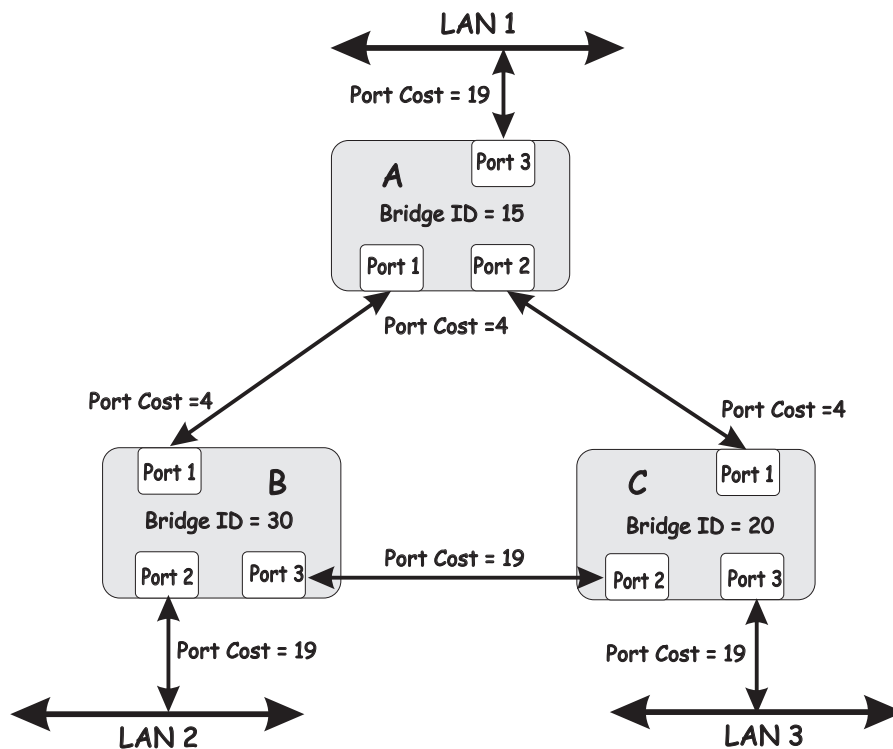 LAN 1
Port Cost = 19
Port 3
A
Bridge ID = 15
Port 1
Port 2
Port Cost =4
Port Cost =4
Port Cost =4
Port 1
B
Bridge ID = 30
Port 2
Port 3
Port Cost = 19
Port 1
C
Bridge ID = 20
Port 2
Port 3
Port Cost = 19
Port Cost = 19
LAN 2
LAN 3